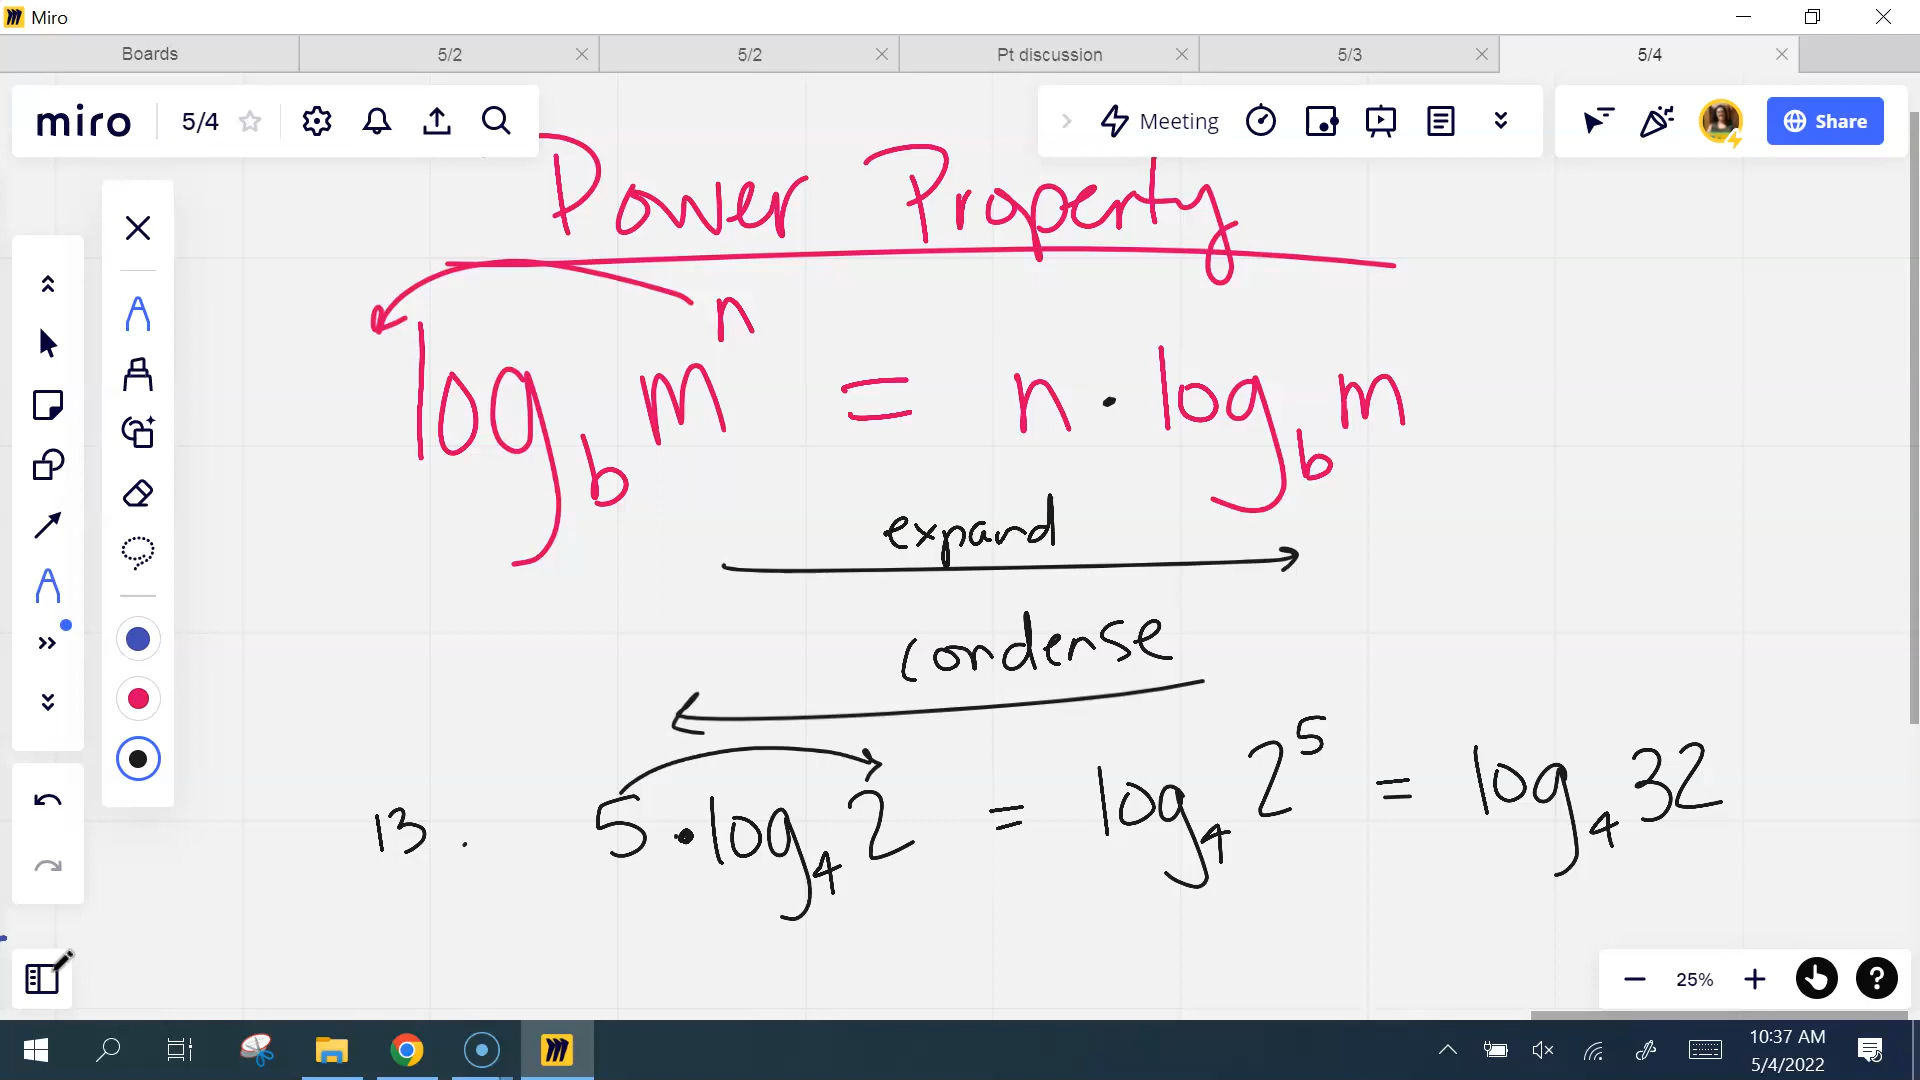 Miro
Boards 5/2 5/2 Pt discussion 5/3 5/4
miro 5/4 Meeting Share
Power Property
log_b m^n = n · log_b m
expand
condense
13. 5 · log_4 2 = log_4 2^5 = log_4 32
25%
10:37 AM
5/4/2022